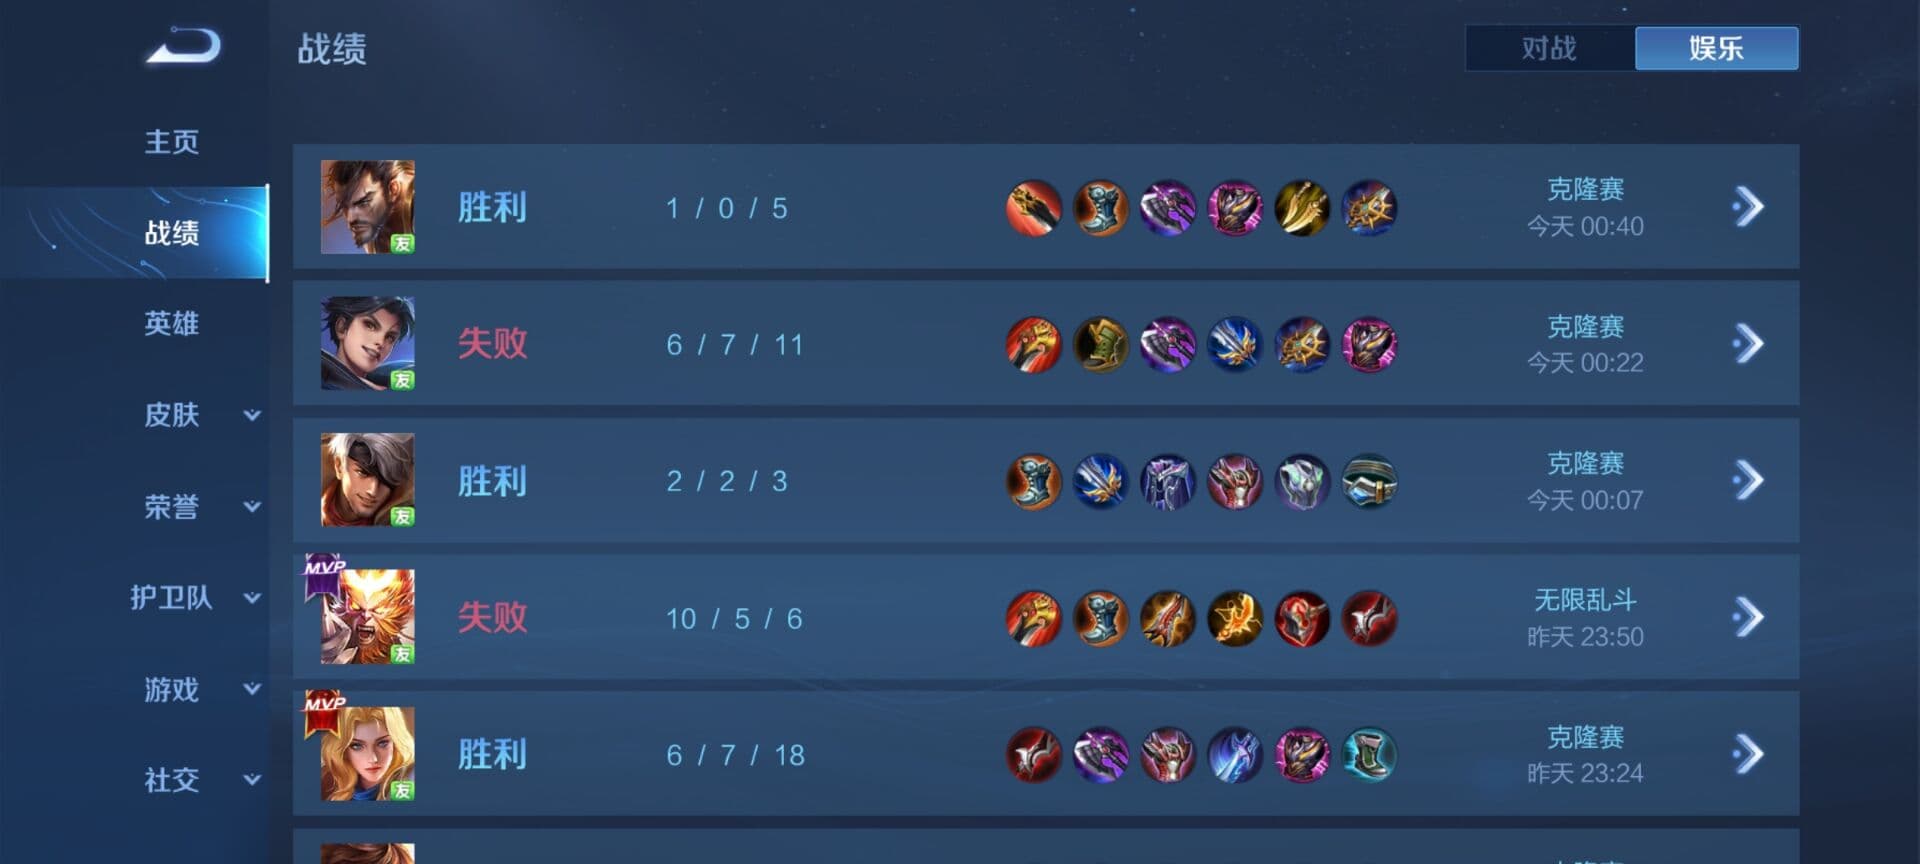 战绩
对战
娱乐
主页
战绩
英雄
皮肤
荣誉
护卫队
游戏
社交
友
胜利
1 / 0 / 5
克隆赛
今天 00:40
友
失败
6 / 7 / 11
克隆赛
今天 00:22
友
胜利
2 / 2 / 3
克隆赛
今天 00:07
MVP
友
失败
10 / 5 / 6
无限乱斗
昨天 23:50
MVP
友
胜利
6 / 7 / 18
克隆赛
昨天 23:24